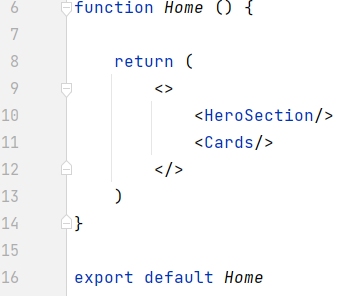 6 function Home () {
7
8 return (
9 <>
10 <HeroSection/>
11 <Cards/>
12 </>
13 )
14 }
15
16 export default Home